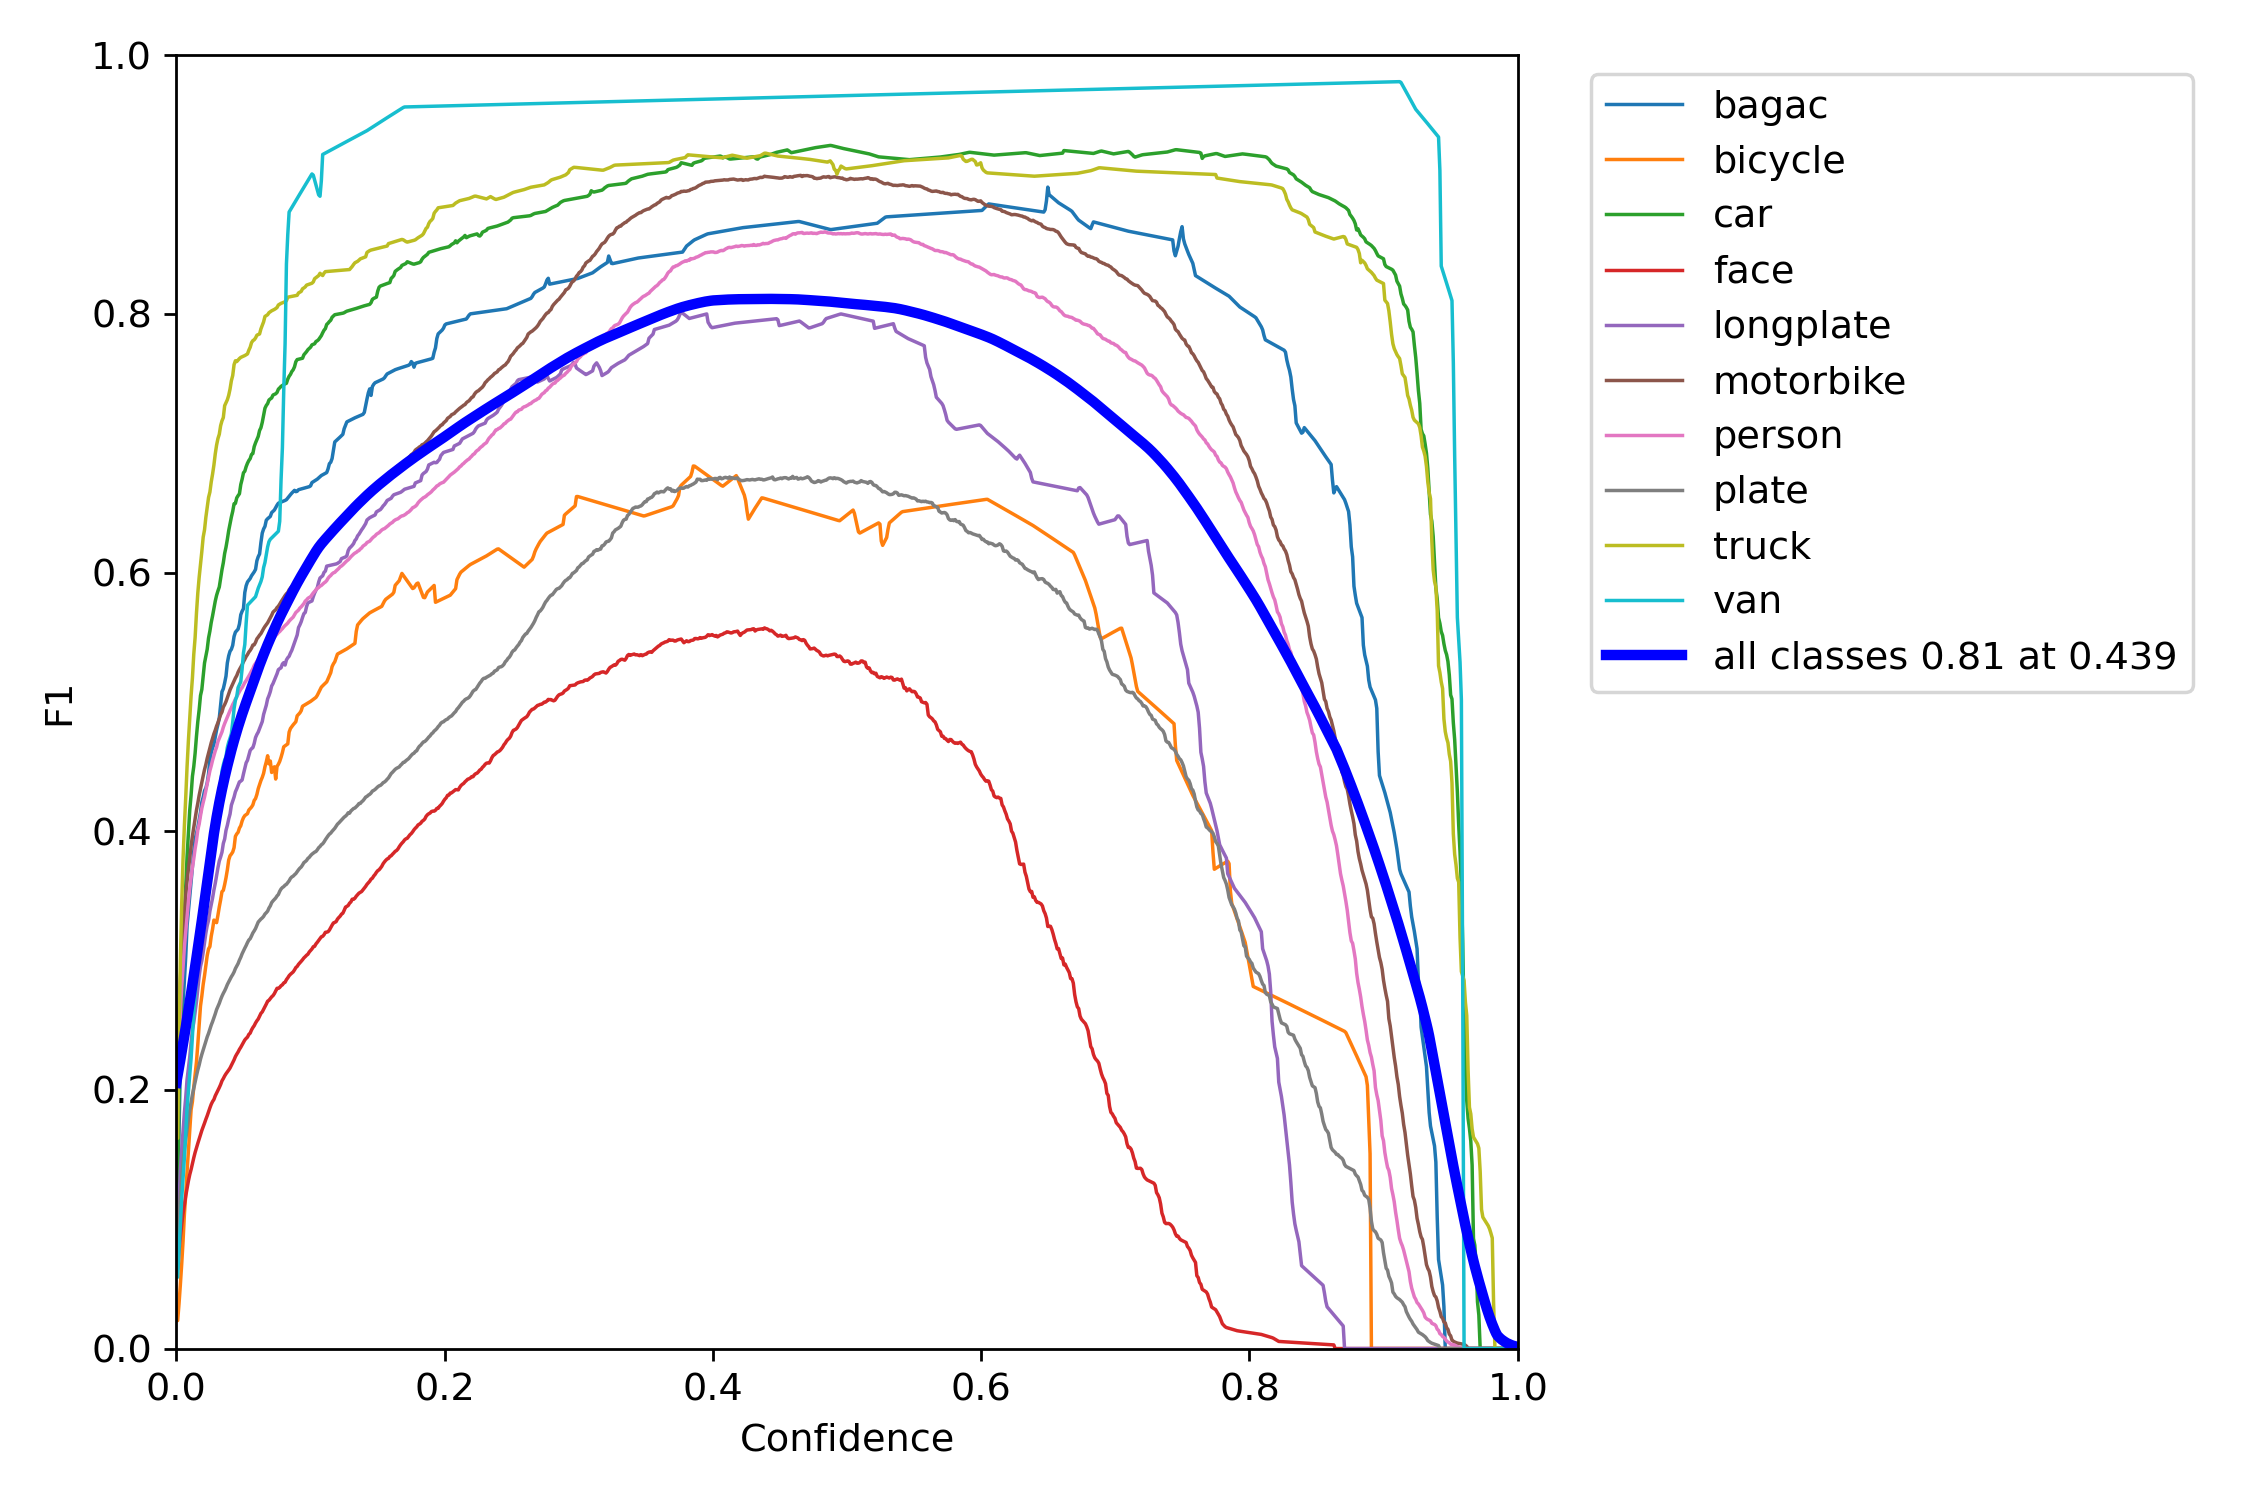 1.0
0.8
0.6
0.4
0.2
0.0
F1
0.0 0.2 0.4 0.6 0.8 1.0
Confidence
bagac
bicycle
car
face
longplate
motorbike
person
plate
truck
van
all classes 0.81 at 0.439